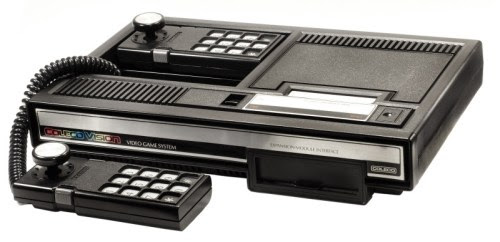 COLECOVISION
VIDEO GAME SYSTEM
EXPANSION MODULE INTERFACE
COLECO